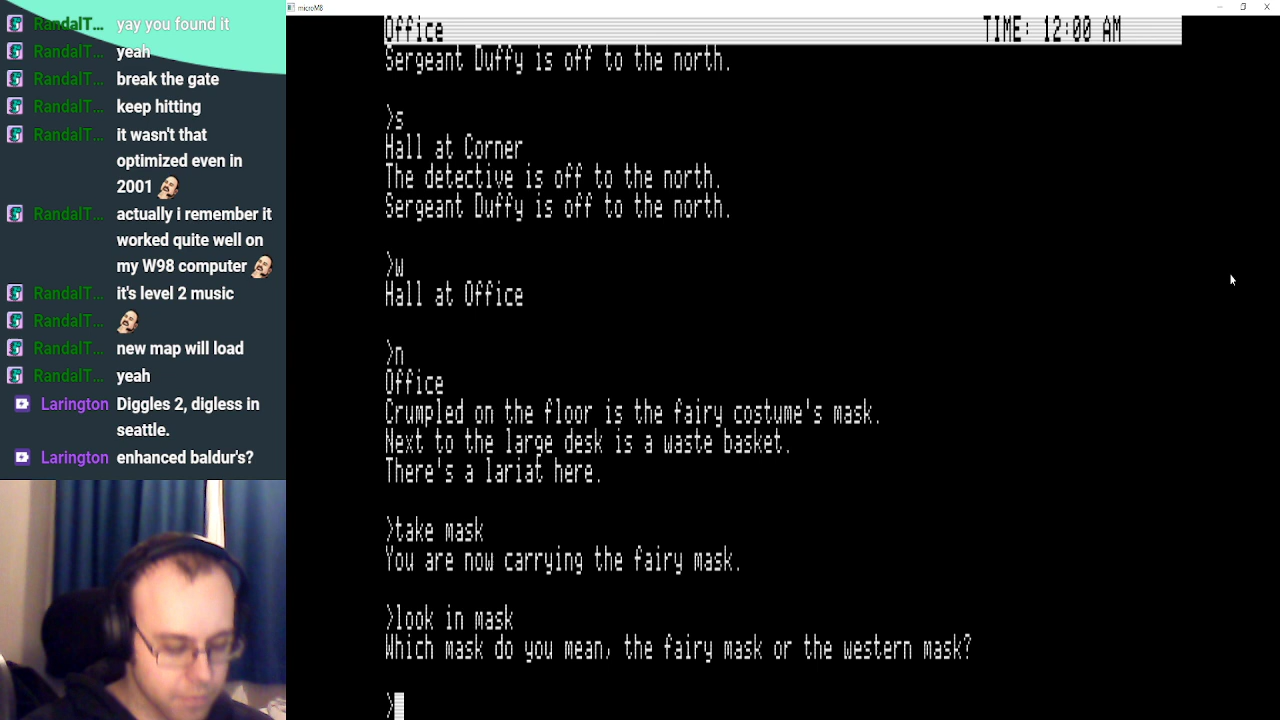 RandalT... yay you found it
RandalT... yeah
RandalT... break the gate
RandalT... keep hitting
RandalT... it wasn't that
optimized even in
2001
RandalT... actually i remember it
worked quite well on
my W98 computer
RandalT... it's level 2 music
RandalT...
RandalT... new map will load
RandalT... yeah
Larington Diggles 2, digless in
seattle.
Larington enhanced baldur's?
microM8
Office TIME: 12:00 AM
Sergeant Duffy is off to the north.
>s
Hall at Corner
The detective is off to the north.
Sergeant Duffy is off to the north.
>w
Hall at Office
>n
Office
Crumpled on the floor is the fairy costume's mask.
Next to the large desk is a waste basket.
There's a lariat here.
>take mask
You are now carrying the fairy mask.
>look in mask
Which mask do you mean, the fairy mask or the western mask?
>